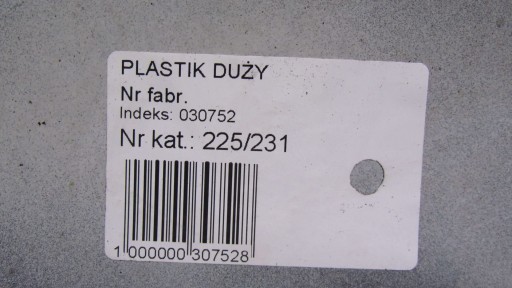 PLASTIK DUŻY
Nr fabr.
Indeks: 030752
Nr kat.: 225/231
1 000000 307528